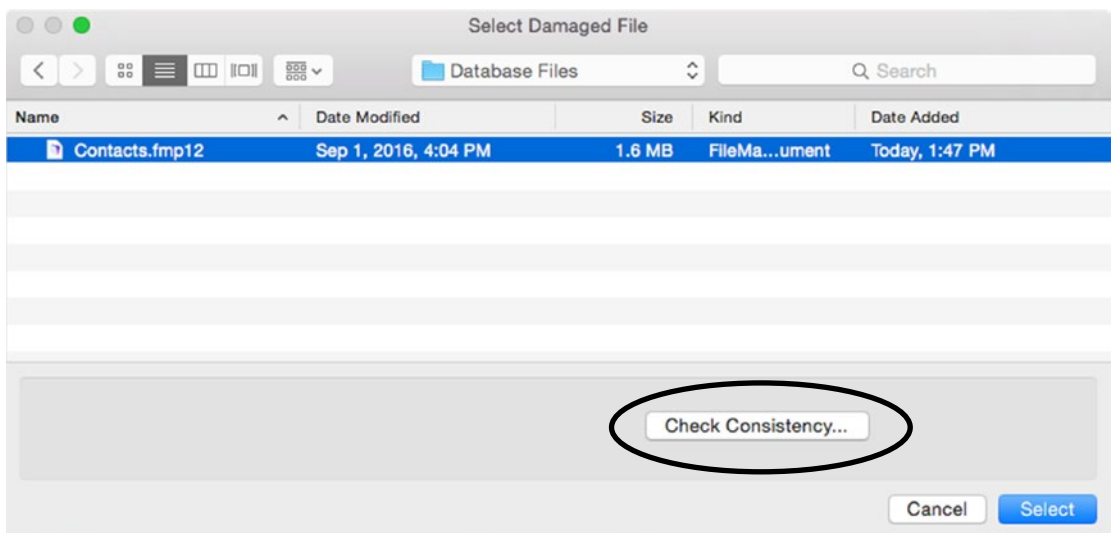 Select Damaged File
Database Files
Search
Name Date Modified Size Kind Date Added
Contacts.fmp12 Sep 1, 2016, 4:04 PM 1.6 MB FileMa...ument Today, 1:47 PM
Check Consistency...
Cancel Select